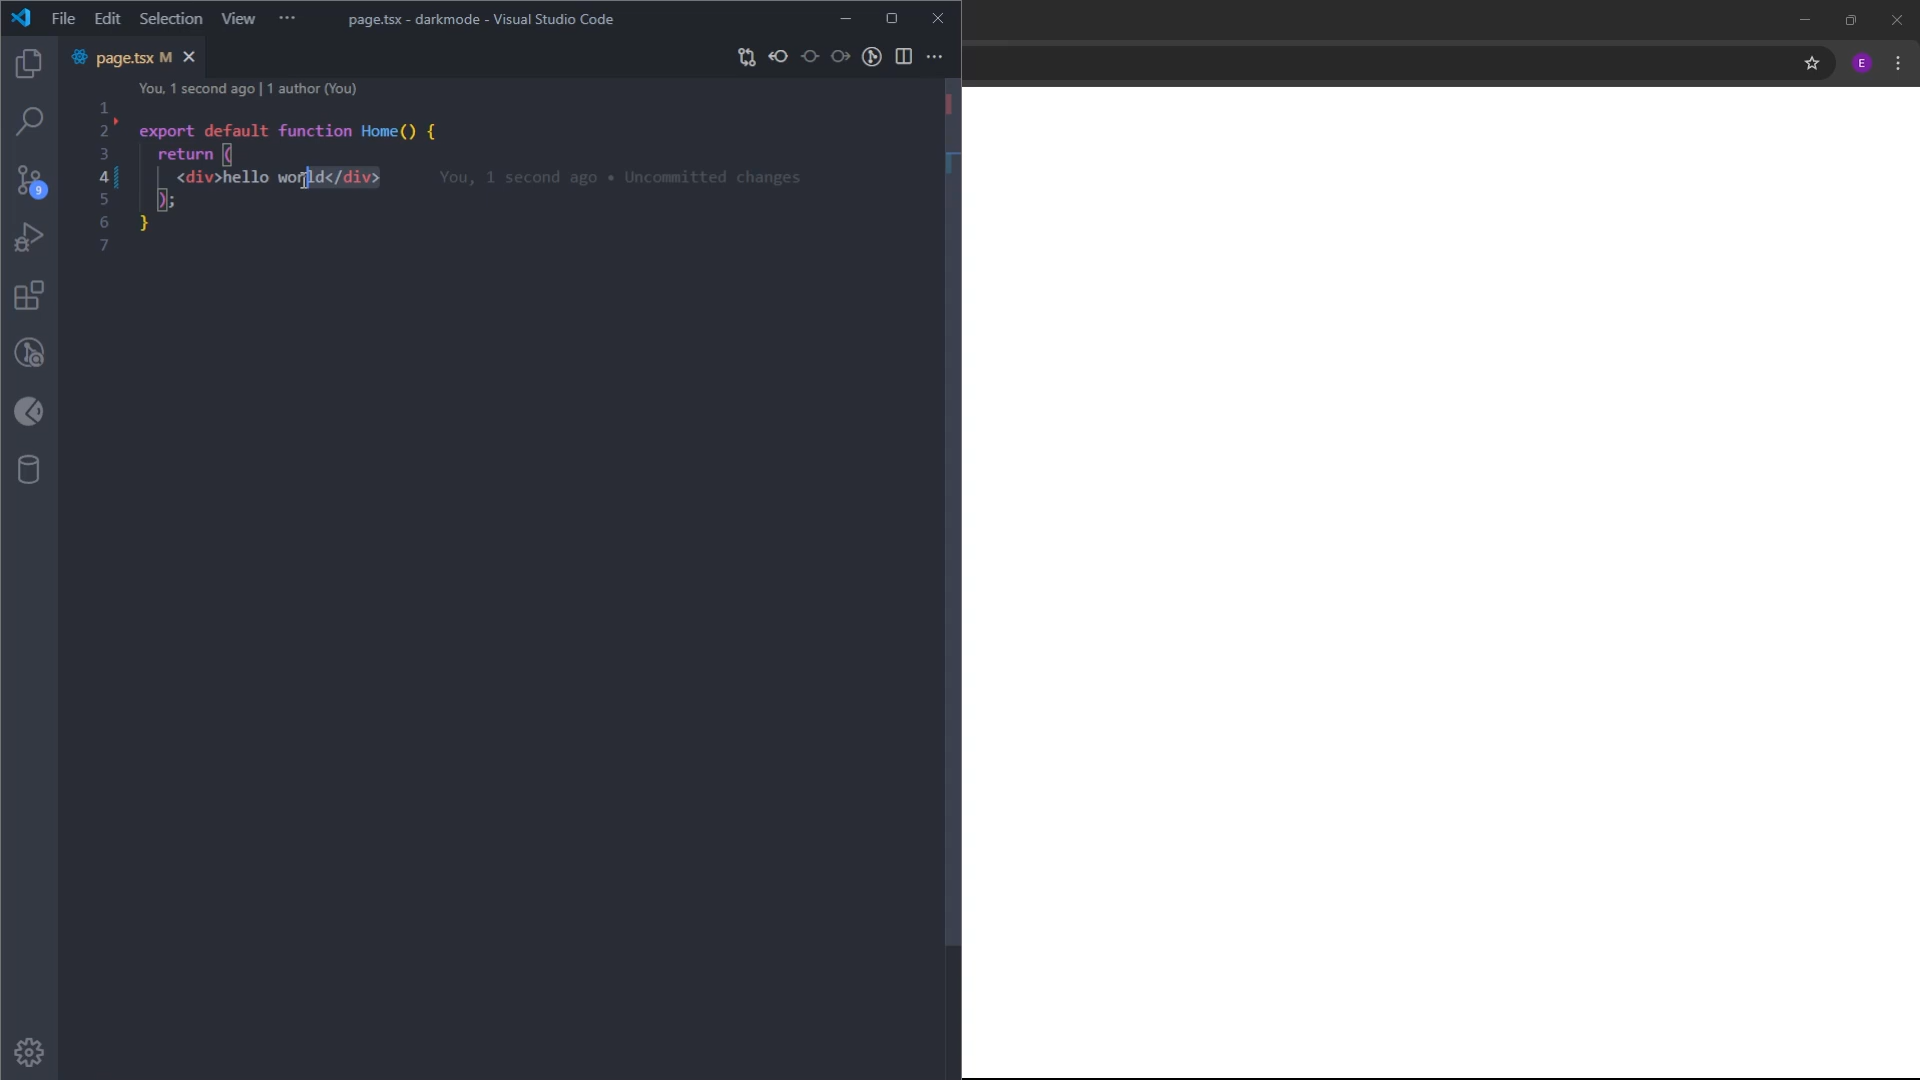 File Edit Selection View ··· page.tsx - darkmode - Visual Studio Code
page.tsx M
You, 1 second ago | 1 author (You)
1
2 export default function Home() {
3 return (
4 <div>hello world</div> You, 1 second ago • Uncommitted changes
5 );
6 }
7
9
E